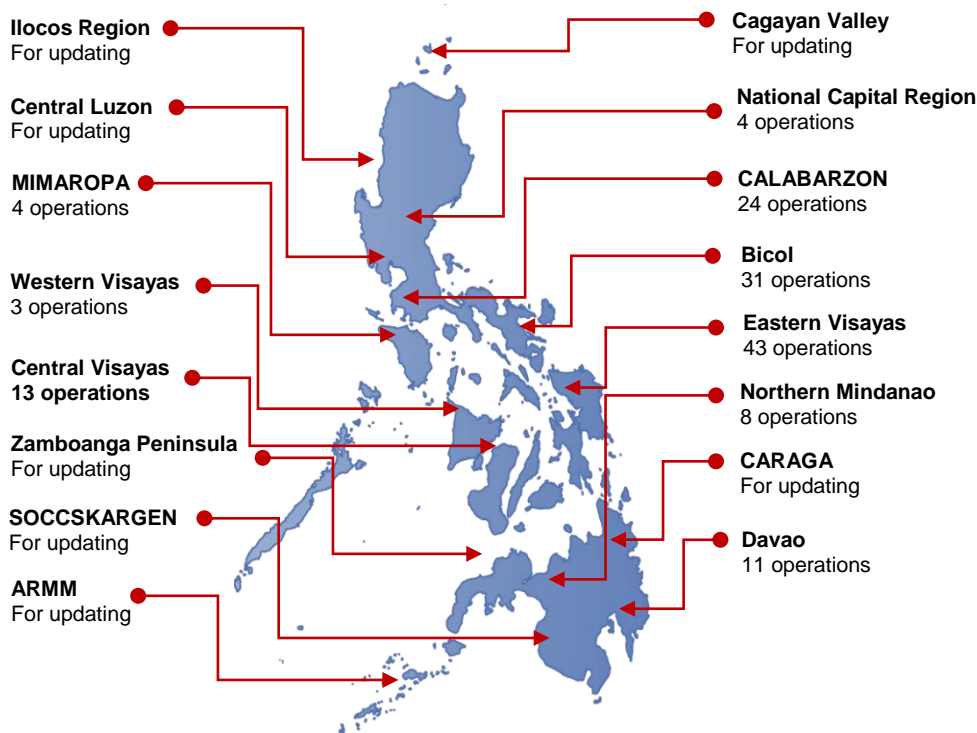 Ilocos Region
For updating
Central Luzon
For updating
MIMAROPA
4 operations
Western Visayas
3 operations
Central Visayas
13 operations
Zamboanga Peninsula
For updating
SOCCSKARGEN
For updating
ARMM
For updating
Cagayan Valley
For updating
National Capital Region
4 operations
CALABARZON
24 operations
Bicol
31 operations
Eastern Visayas
43 operations
Northern Mindanao
8 operations
CARAGA
For updating
Davao
11 operations